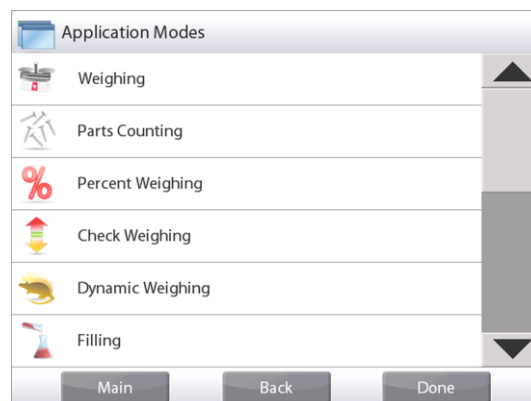 Application Modes
Weighing
Parts Counting
Percent Weighing
Check Weighing
Dynamic Weighing
Filling
Main Back Done